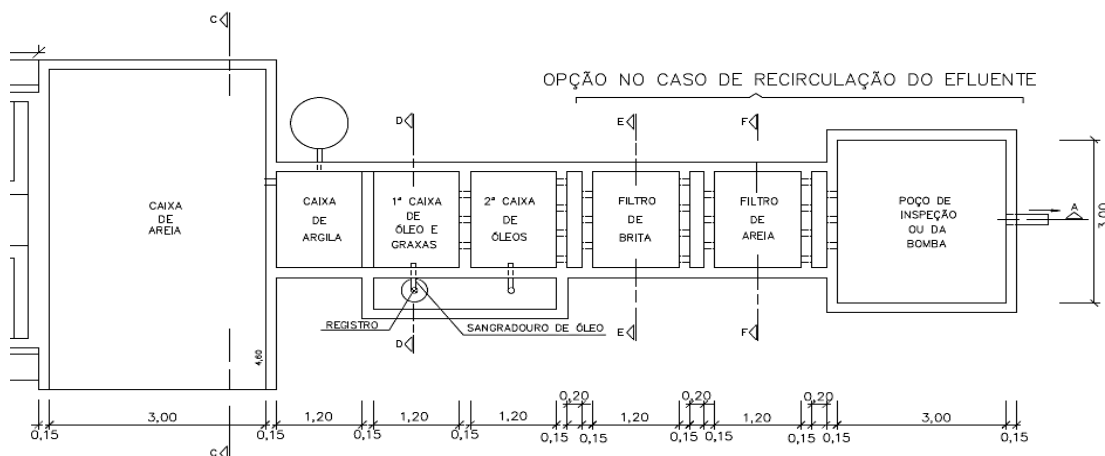 C
OPÇÃO NO CASO DE RECIRCULAÇÃO DO EFLUENTE
D
E
F
CAIXA
DE
AREIA
CAIXA
DE
ARGILA
1ª CAIXA
DE
ÓLEO E
GRAXAS
2ª CAIXA
DE
ÓLEOS
FILTRO
DE
BRITA
FILTRO
DE
AREIA
POÇO DE
INSPEÇÃO
OU DA
BOMBA
A
3,00
REGISTRO
SANGRADOURO DE ÓLEO
D
E
F
4,60
0,20
0,20
0,20
3,00
1,20
1,20
1,20
1,20
1,20
3,00
0,15
0,15
0,15
0,15
0,15
0,15
0,15
0,15
0,15
0,15
0,15
C